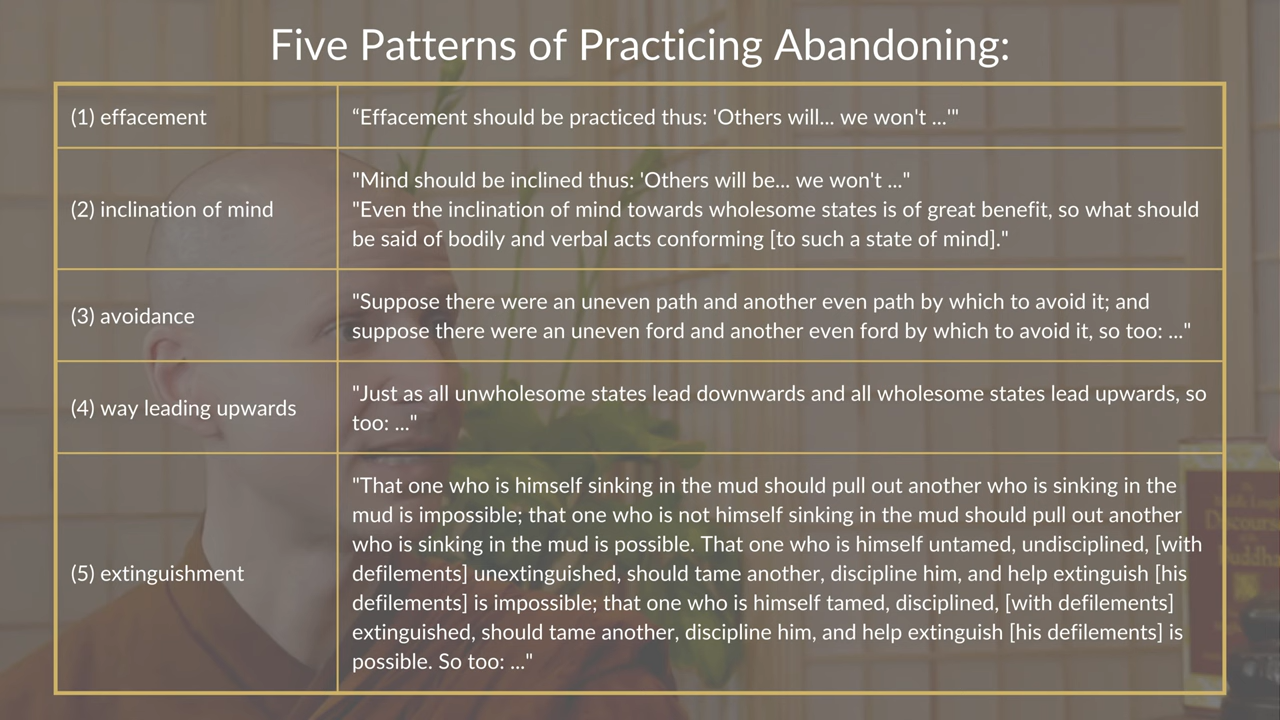 Five Patterns of Practicing Abandoning:
(1) effacement
“Effacement should be practiced thus: 'Others will... we won't ...'"
(2) inclination of mind
"Mind should be inclined thus: 'Others will be... we won't ..."
"Even the inclination of mind towards wholesome states is of great benefit, so what should
be said of bodily and verbal acts conforming [to such a state of mind]."
(3) avoidance
"Suppose there were an uneven path and another even path by which to avoid it; and
suppose there were an uneven ford and another even ford by which to avoid it, so too: ..."
(4) way leading upwards
"Just as all unwholesome states lead downwards and all wholesome states lead upwards, so
too: ..."
(5) extinguishment
"That one who is himself sinking in the mud should pull out another who is sinking in the
mud is impossible; that one who is not himself sinking in the mud should pull out another
who is sinking in the mud is possible. That one who is himself untamed, undisciplined, [with
defilements] unextinguished, should tame another, discipline him, and help extinguish [his
defilements] is impossible; that one who is himself tamed, disciplined, [with defilements]
extinguished, should tame another, discipline him, and help extinguish [his defilements] is
possible. So too: ..."